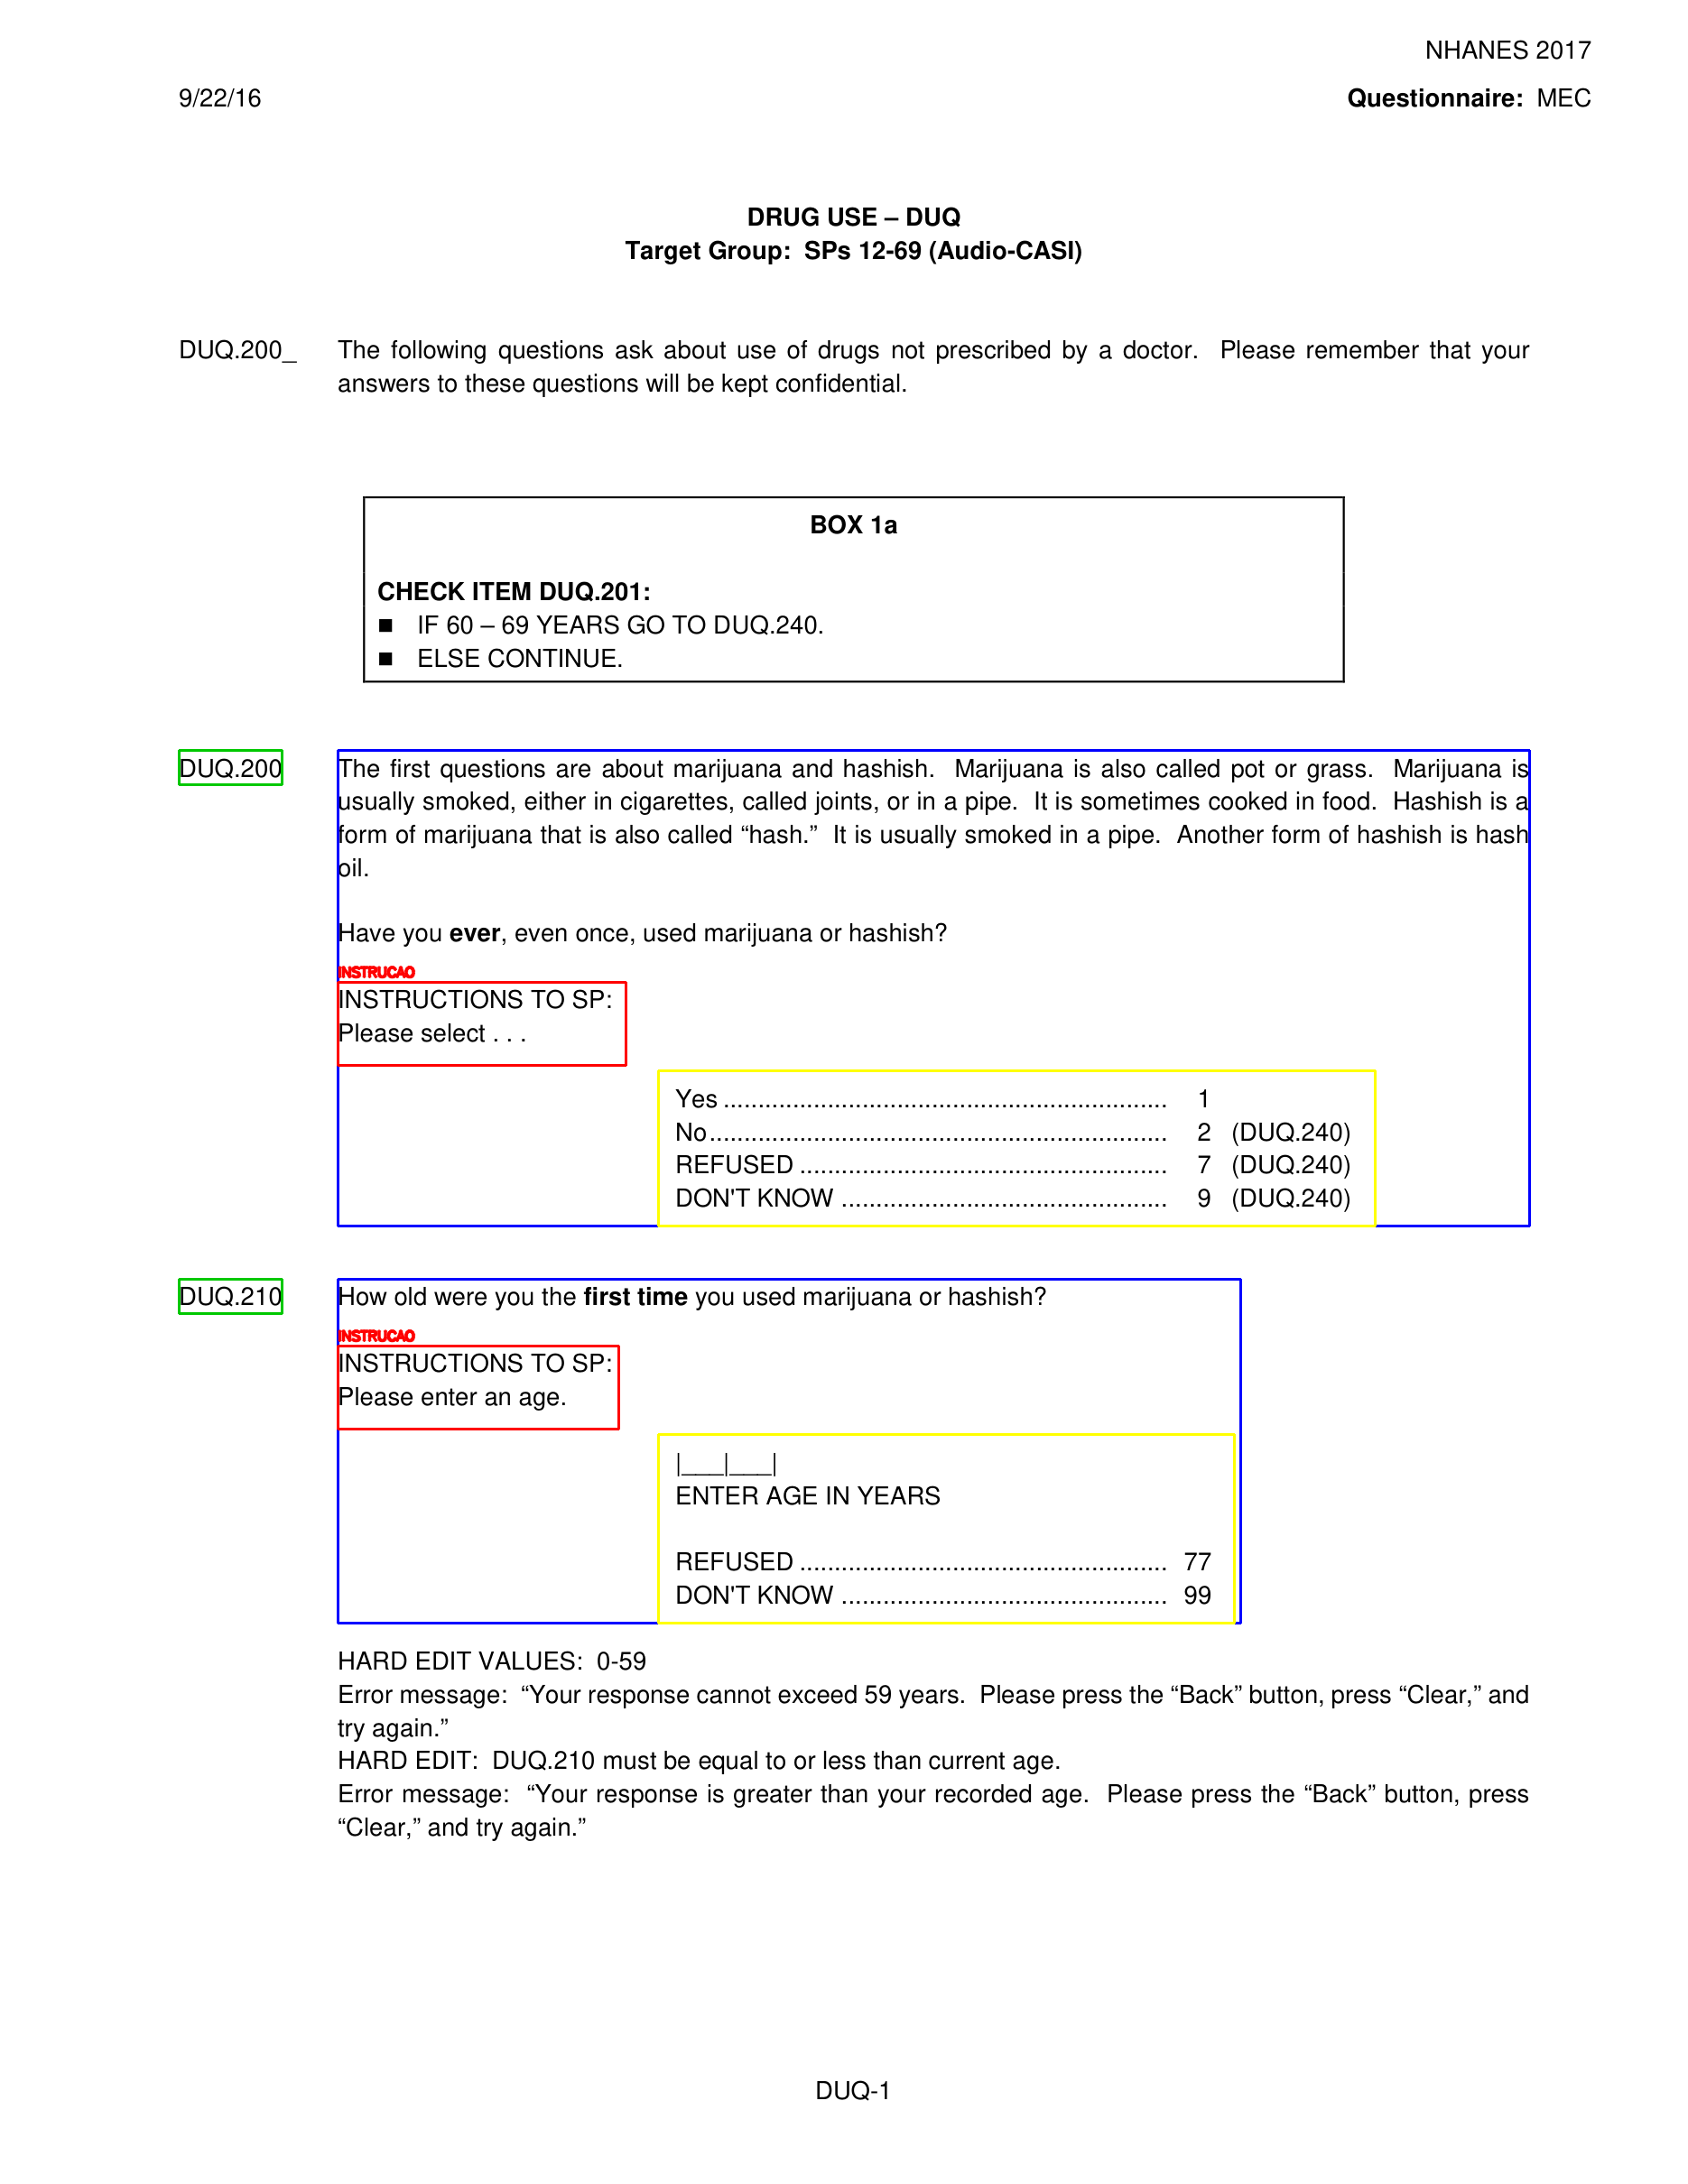 NHANES 2017
9/22/16 Questionnaire: MEC
DRUG USE – DUQ
Target Group: SPs 12-69 (Audio-CASI)
DUQ.200_ The following questions ask about use of drugs not prescribed by a doctor. Please remember that your
answers to these questions will be kept confidential.
BOX 1a
CHECK ITEM DUQ.201:
■ IF 60 – 69 YEARS GO TO DUQ.240.
■ ELSE CONTINUE.
DUQ.200 The first questions are about marijuana and hashish. Marijuana is also called pot or grass. Marijuana is
usually smoked, either in cigarettes, called joints, or in a pipe. It is sometimes cooked in food. Hashish is a
form of marijuana that is also called “hash.” It is usually smoked in a pipe. Another form of hashish is hash
oil.
Have you ever, even once, used marijuana or hashish?
INSTRUCAO
INSTRUCTIONS TO SP:
Please select . . .
Yes ................................................................ 1
No.................................................................. 2 (DUQ.240)
REFUSED ..................................................... 7 (DUQ.240)
DON'T KNOW ............................................... 9 (DUQ.240)
DUQ.210 How old were you the first time you used marijuana or hashish?
INSTRUCAO
INSTRUCTIONS TO SP:
Please enter an age.
|___|___|
ENTER AGE IN YEARS
REFUSED ..................................................... 77
DON'T KNOW ............................................... 99
HARD EDIT VALUES: 0-59
Error message: “Your response cannot exceed 59 years. Please press the “Back” button, press “Clear,” and
try again.”
HARD EDIT: DUQ.210 must be equal to or less than current age.
Error message: “Your response is greater than your recorded age. Please press the “Back” button, press
“Clear,” and try again.”
DUQ-1